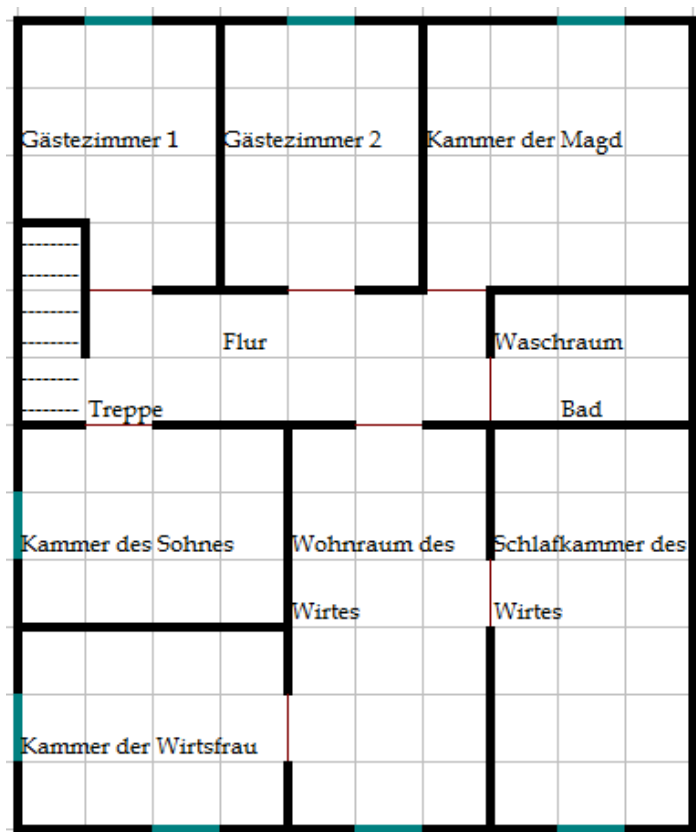 Gästezimmer 1
Gästezimmer 2
Kammer der Magd
Flur
Waschraum
Treppe
Bad
Kammer des Sohnes
Wohnraum des
Wirtes
Schlafkammer des
Wirtes
Kammer der Wirtsfrau